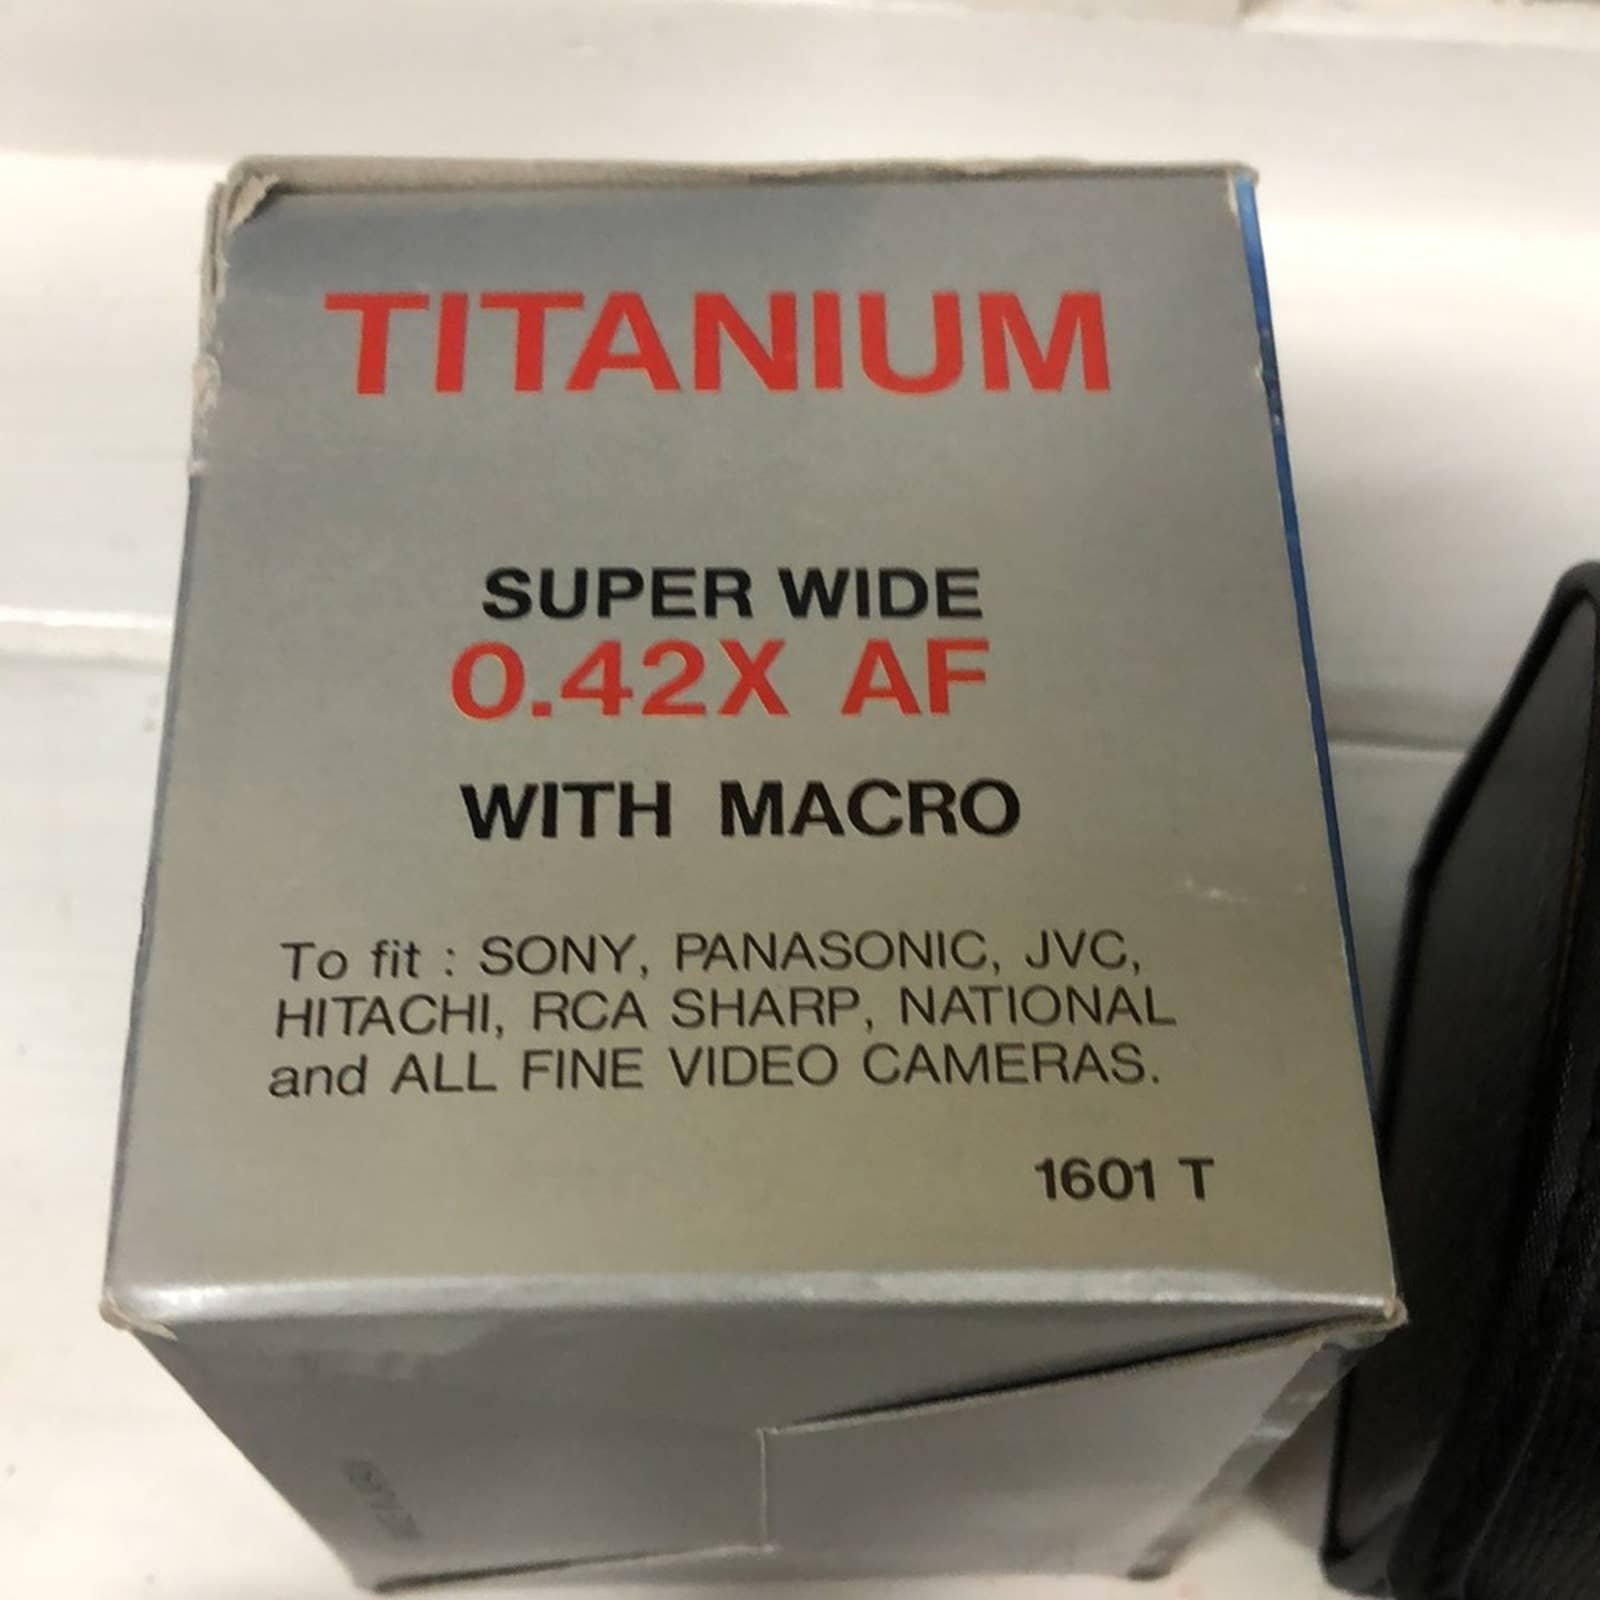 TITANIUM
SUPER WIDE
0.42X AF
WITH MACRO
To fit : SONY, PANASONIC, JVC,
HITACHI, RCA SHARP, NATIONAL
and ALL FINE VIDEO CAMERAS.
1601 T